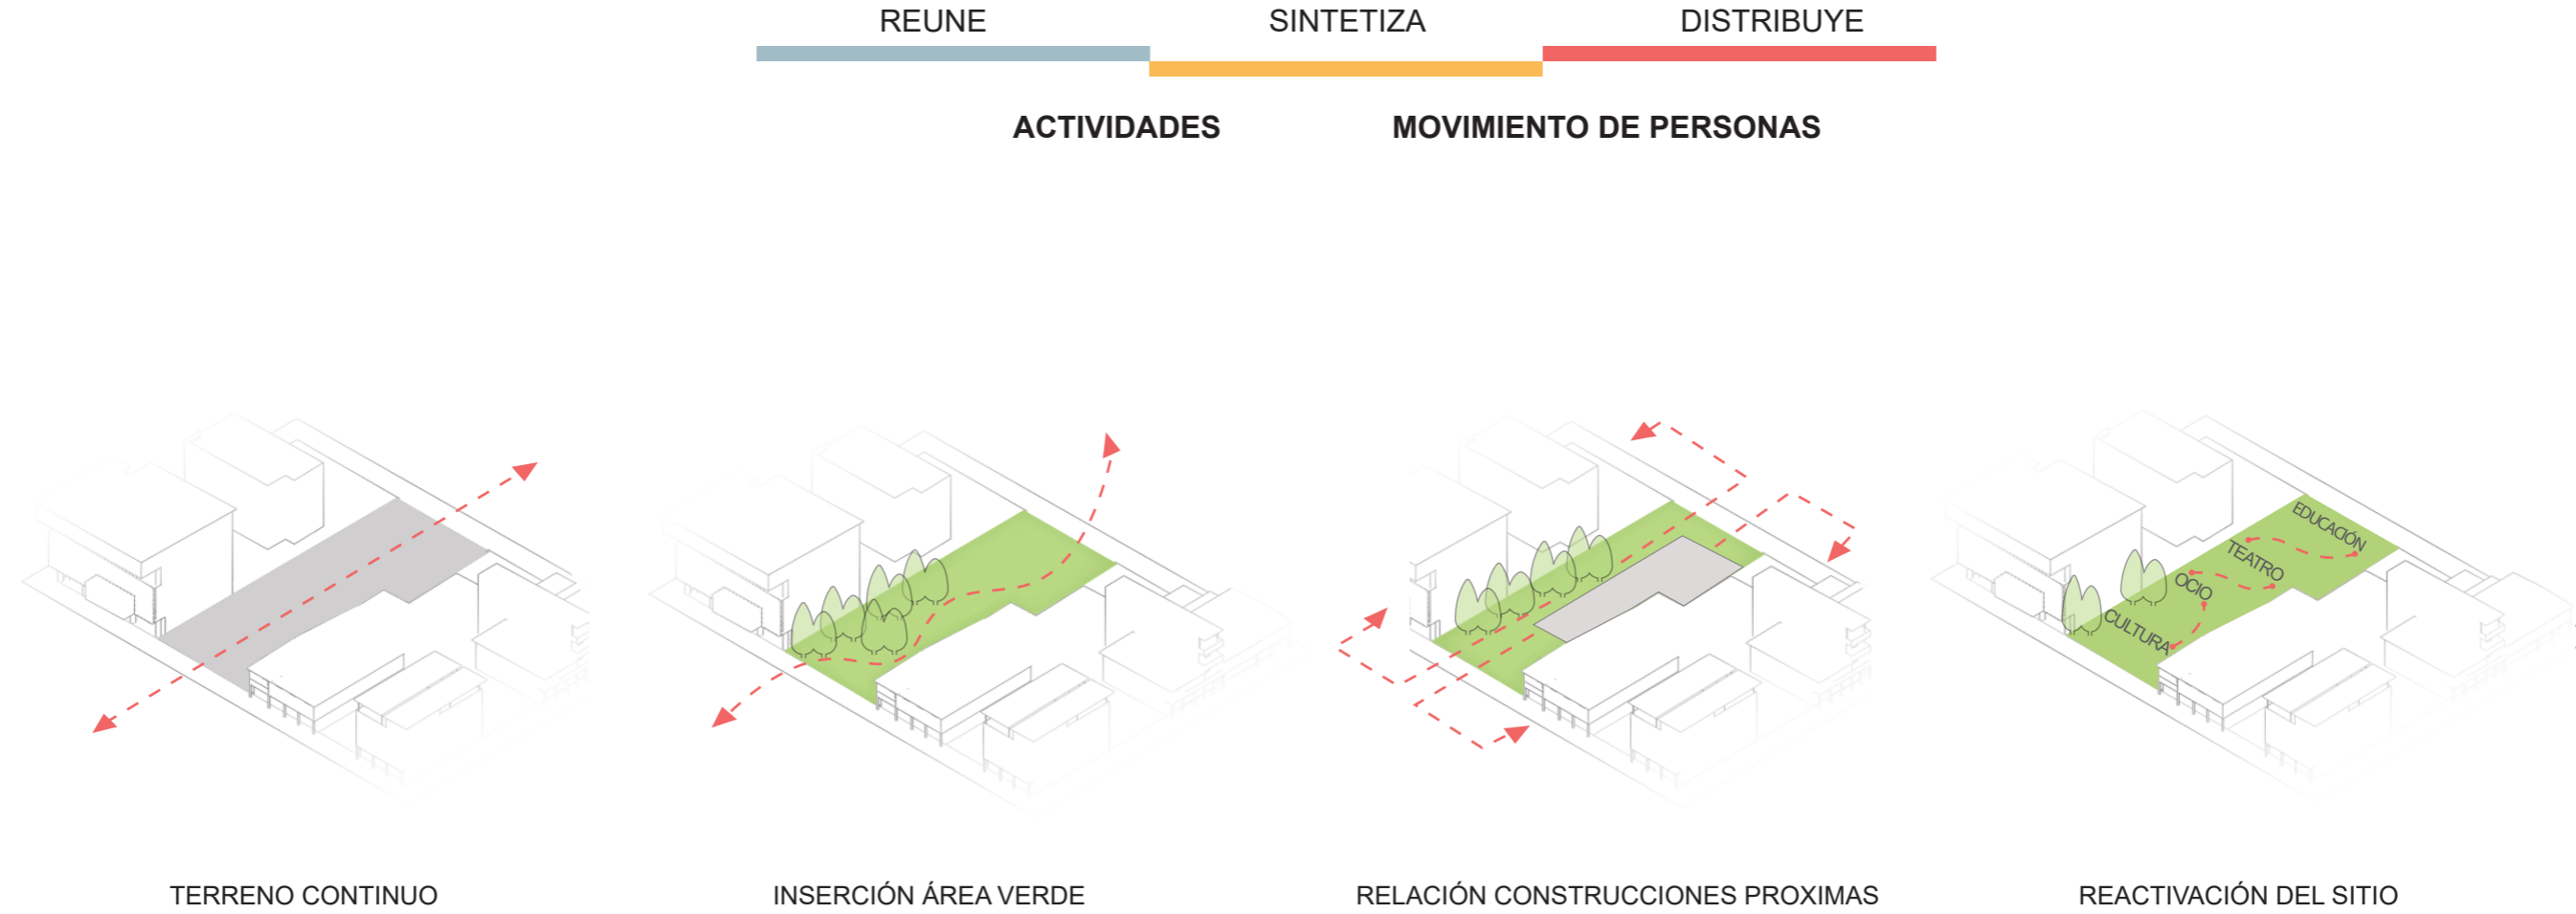 REUNE
SINTETIZA
DISTRIBUYE
ACTIVIDADES
MOVIMIENTO DE PERSONAS
EDUCACIÓN
TEATRO
OCIO
CULTURA
TERRENO CONTINUO
INSERCIÓN ÁREA VERDE
RELACIÓN CONSTRUCCIONES PROXIMAS
REACTIVACIÓN DEL SITIO